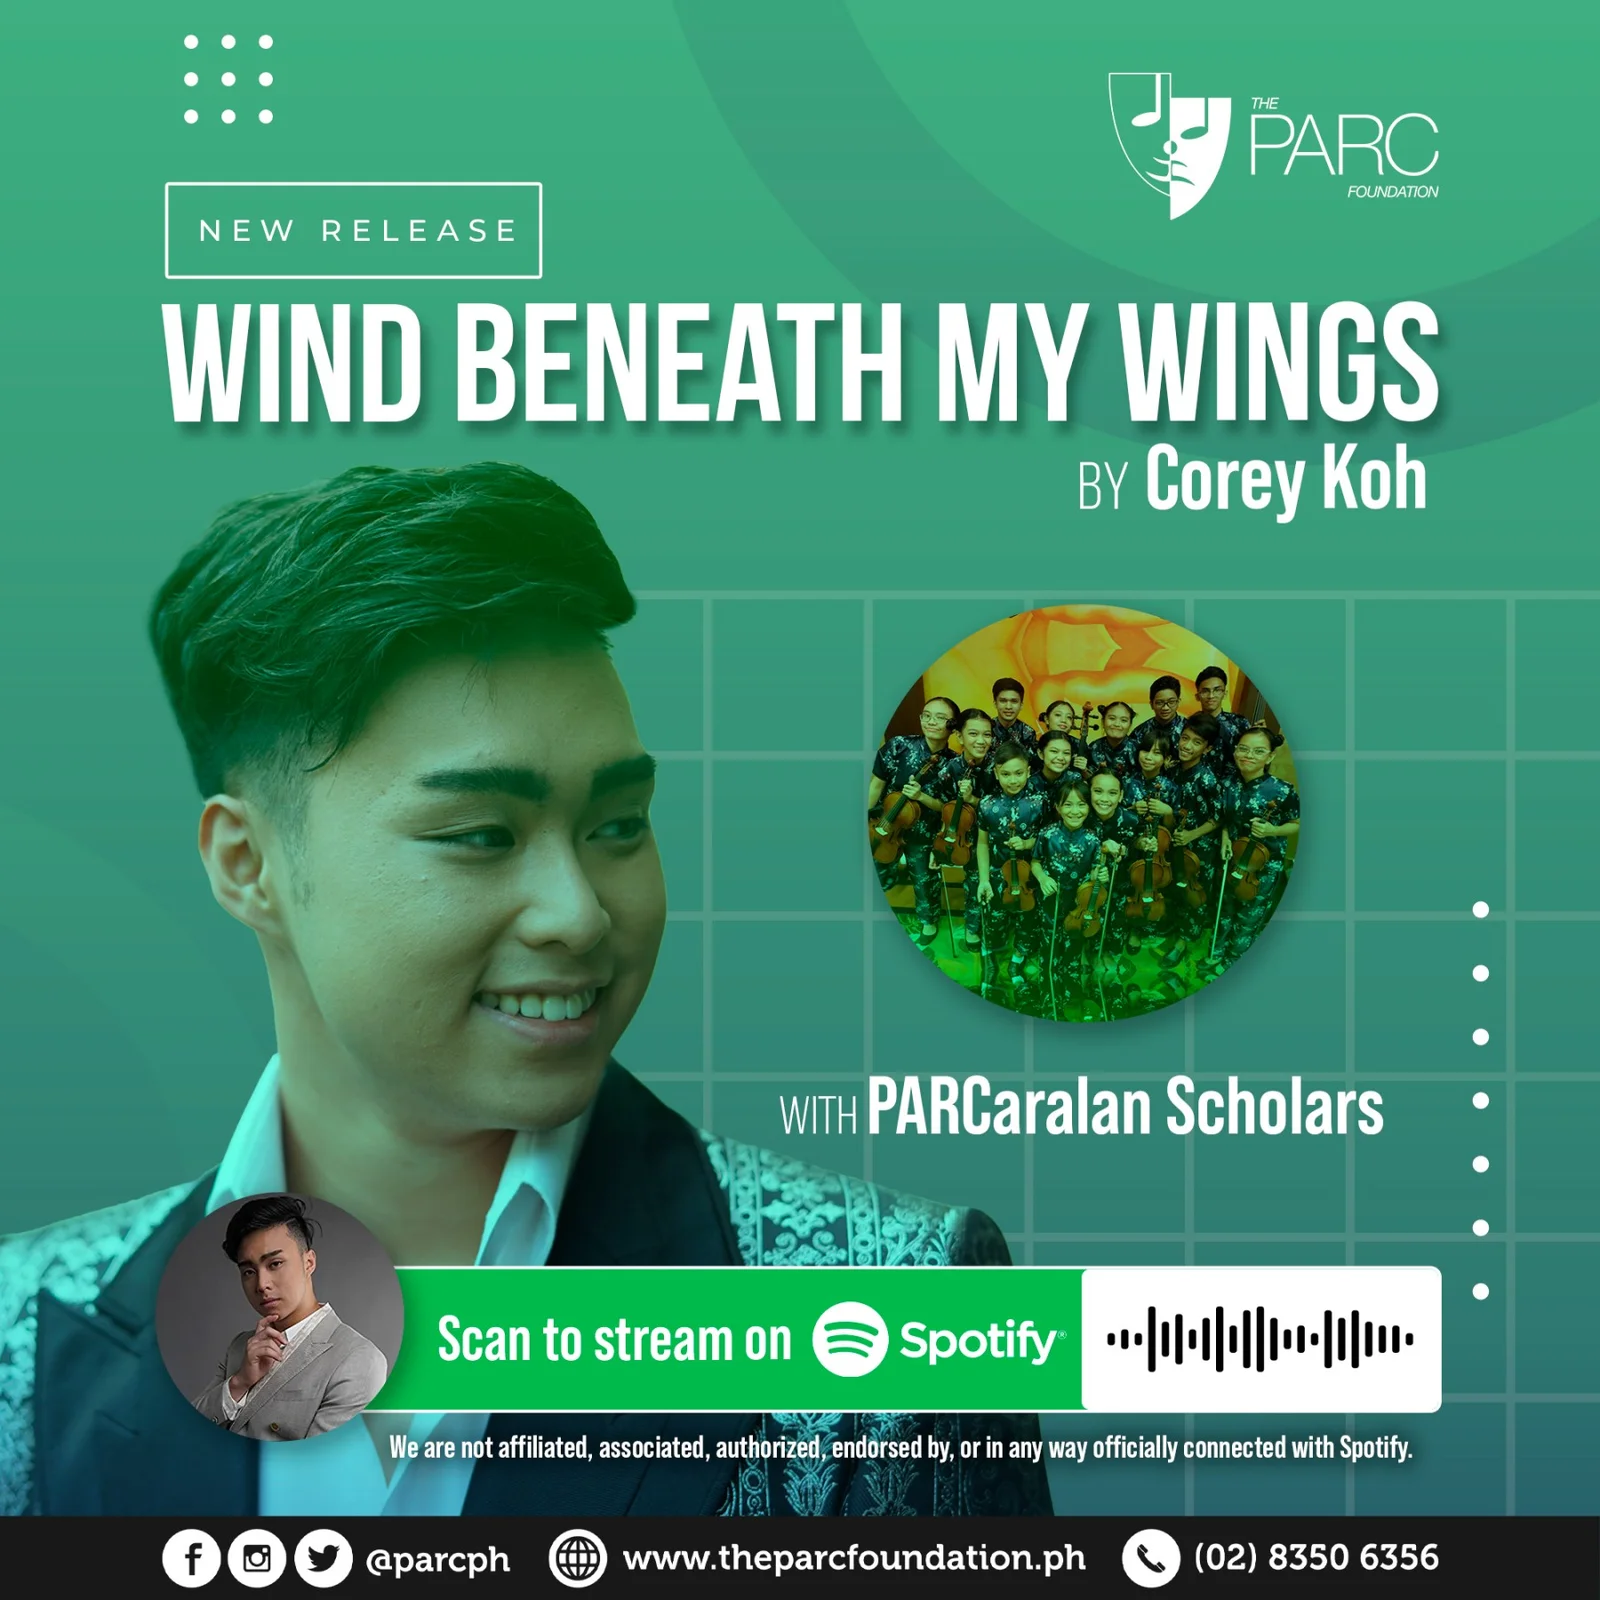 THE
PARC
FOUNDATION
NEW RELEASE
WIND BENEATH MY WINGS
BY Corey Koh
WITH PARCaralan Scholars
Scan to stream on Spotify®
We are not affiliated, associated, authorized, endorsed by, or in any way officially connected with Spotify.
@parcph www.theparcfoundation.ph (02) 8350 6356